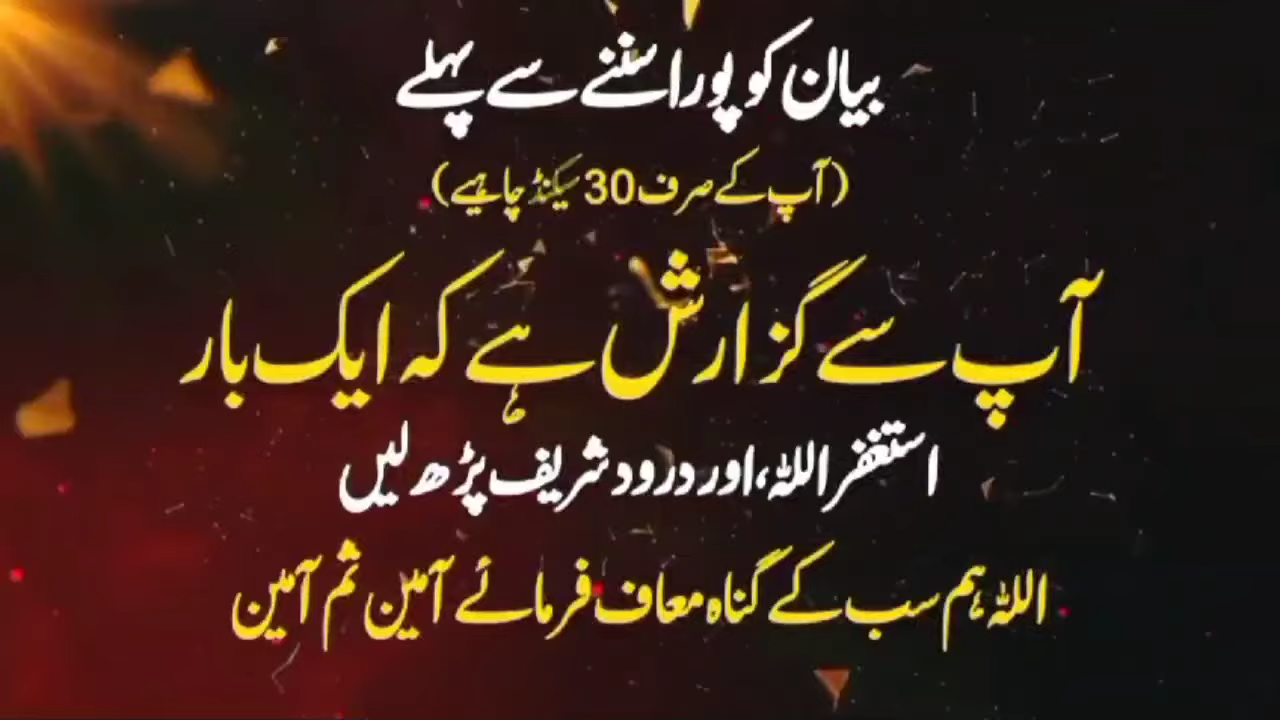 بیان کو پورا سننے سے پہلے
(آپ کے صرف 30 سیکنڈ چاہیے)
آپ سے گزارش ہے کہ ایک بار
استغفر اللہ، اور درود شریف پڑھ لیں
اللہ ہم سب کے گناہ معاف فرمائے آمین ثم آمین